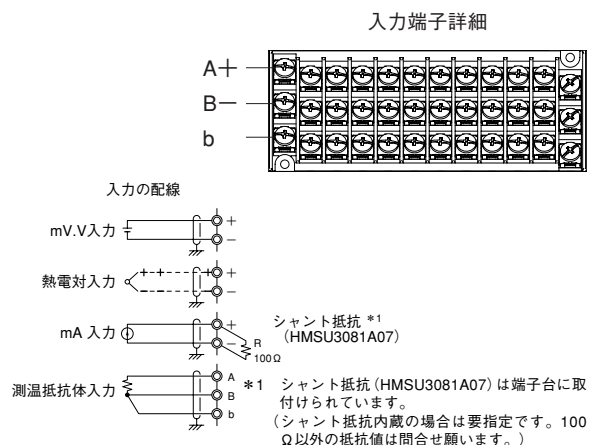 入力端子詳細
A+
B−
b
入力の配線
mV.V入力
+
−
熱電対入力
+ +
+
− −
−
mA 入力
+
−
R
100Ω
シャント抵抗 *1
(HMSU3081A07)
測温抵抗体入力
A
B
b
*1 シャント抵抗(HMSU3081A07)は端子台に取
付けられています。
(シャント抵抗内蔵の場合は要指定です。100
Ω以外の抵抗値は問合せ願います。)